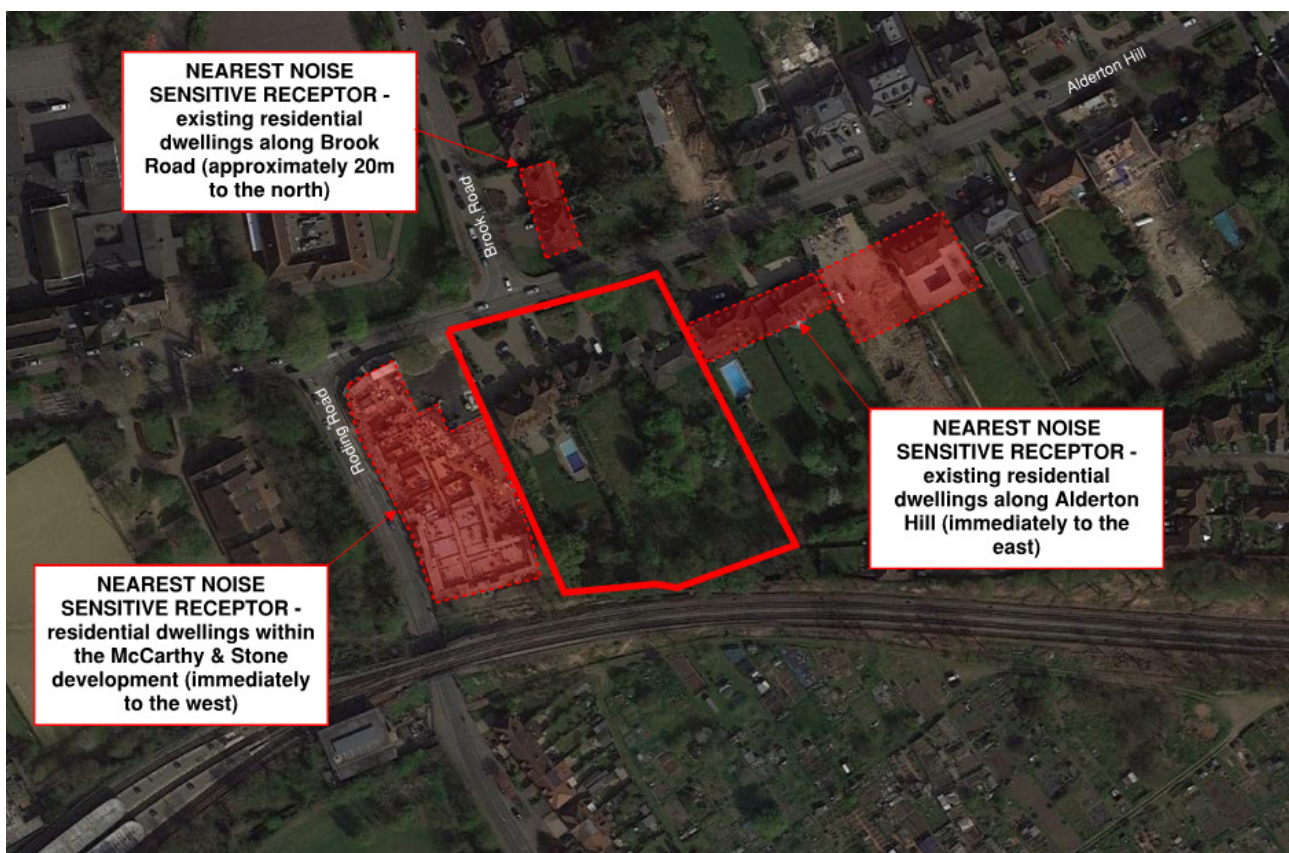 NEAREST NOISE
SENSITIVE RECEPTOR -
existing residential
dwellings along Brook
Road (approximately 20m
to the north)
Alderton Hill
Brook Road
Roding Road
NEAREST NOISE
SENSITIVE RECEPTOR -
existing residential
dwellings along Alderton
Hill (immediately to the
east)
NEAREST NOISE
SENSITIVE RECEPTOR -
residential dwellings within
the McCarthy & Stone
development (immediately
to the west)